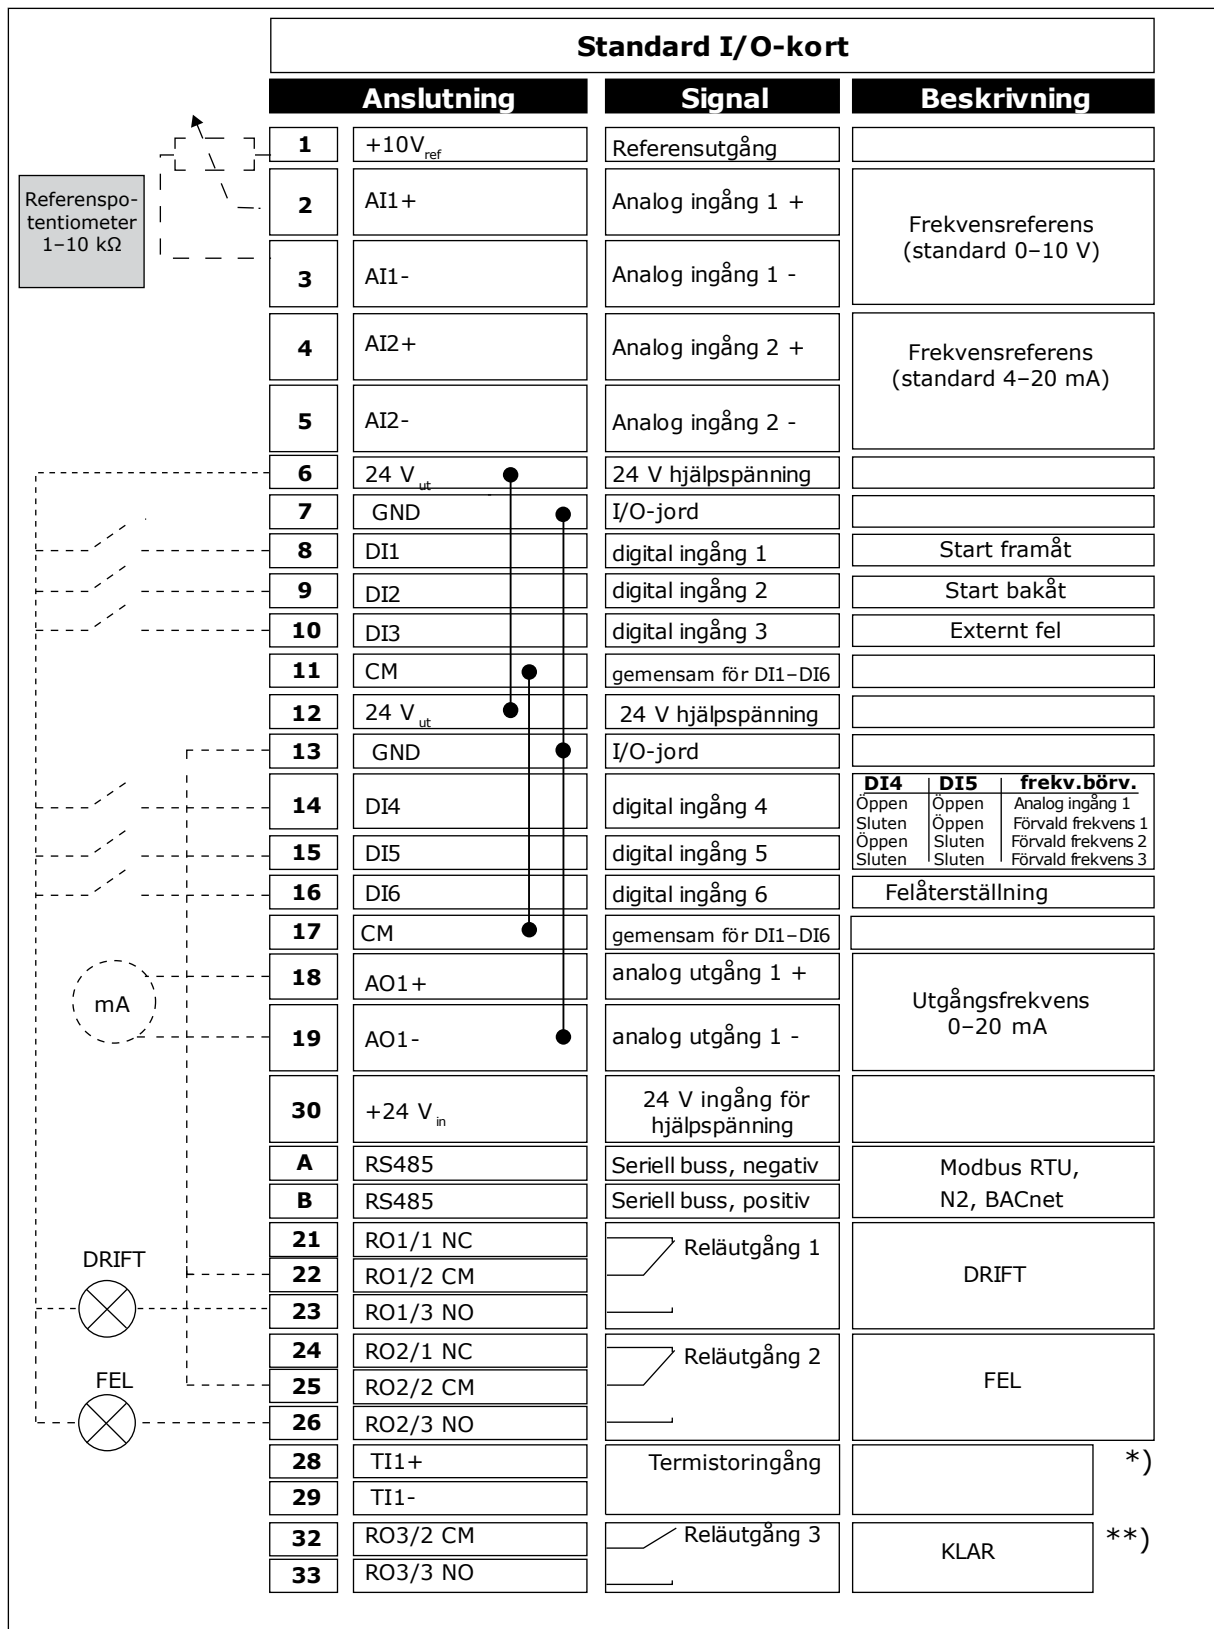 Standard I/O-kort
Anslutning Signal Beskrivning
Referenspo-
tentiometer
1–10 kΩ
1 +10Vref Referensutgång
2 AI1+ Analog ingång 1 +
Frekvensreferens
(standard 0–10 V)
3 AI1- Analog ingång 1 -
4 AI2+ Analog ingång 2 +
Frekvensreferens
(standard 4–20 mA)
5 AI2- Analog ingång 2 -
6 24 Vut 24 V hjälpspänning
7 GND I/O-jord
8 DI1 digital ingång 1 Start framåt
9 DI2 digital ingång 2 Start bakåt
10 DI3 digital ingång 3 Externt fel
11 CM gemensam för DI1–DI6
12 24 Vut 24 V hjälpspänning
13 GND I/O-jord
14 DI4 digital ingång 4
DI4 DI5 frekv.börv.
Öppen Öppen Analog ingång 1
Sluten Öppen Förvald frekvens 1
Öppen Sluten Förvald frekvens 2
Sluten Sluten Förvald frekvens 3
15 DI5 digital ingång 5
16 DI6 digital ingång 6 Felåterställning
17 CM gemensam för DI1–DI6
18 AO1+ analog utgång 1 +
mA
Utgångsfrekvens
0–20 mA
19 AO1- analog utgång 1 -
30 +24 Vin 24 V ingång för
hjälpspänning
A RS485 Seriell buss, negativ
Modbus RTU,
N2, BACnet
B RS485 Seriell buss, positiv
21 RO1/1 NC Reläutgång 1
DRIFT
22 RO1/2 CM DRIFT
23 RO1/3 NO
24 RO2/1 NC Reläutgång 2
FEL
25 RO2/2 CM FEL
26 RO2/3 NO
28 TI1+ Termistoringång *)
29 TI1-
32 RO3/2 CM Reläutgång 3 KLAR **)
33 RO3/3 NO